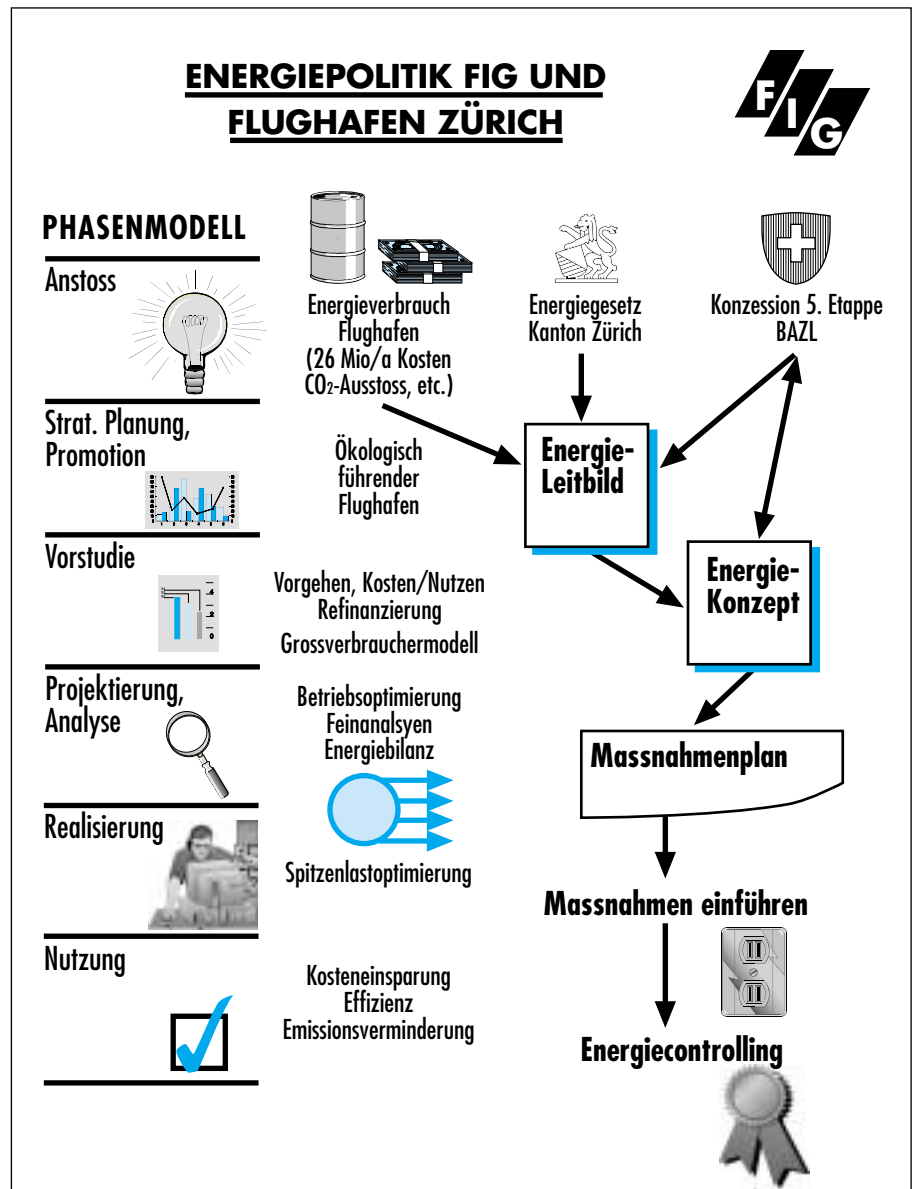 ENERGIEPOLITIK FIG UND
FLUGHAFEN ZÜRICH
FIG
PHASENMODELL
Anstoss
Energieverbrauch
Flughafen
(26 Mio/a Kosten
CO2-Ausstoss, etc.)
Energiegesetz
Kanton Zürich
Konzession 5. Etappe
BAZL
Strat. Planung,
Promotion
Ökologisch
führender
Flughafen
Energie-
Leitbild
Vorstudie
Vorgehen, Kosten/Nutzen
Refinanzierung
Grossverbrauchermodell
Energie-
Konzept
Projektierung,
Analyse
Betriebsoptimierung
Feinanalsyen
Energiebilanz
Massnahmenplan
Realisierung
Spitzenlastoptimierung
Massnahmen einführen
Nutzung
Kosteneinsparung
Effizienz
Emissionsverminderung
Energiecontrolling